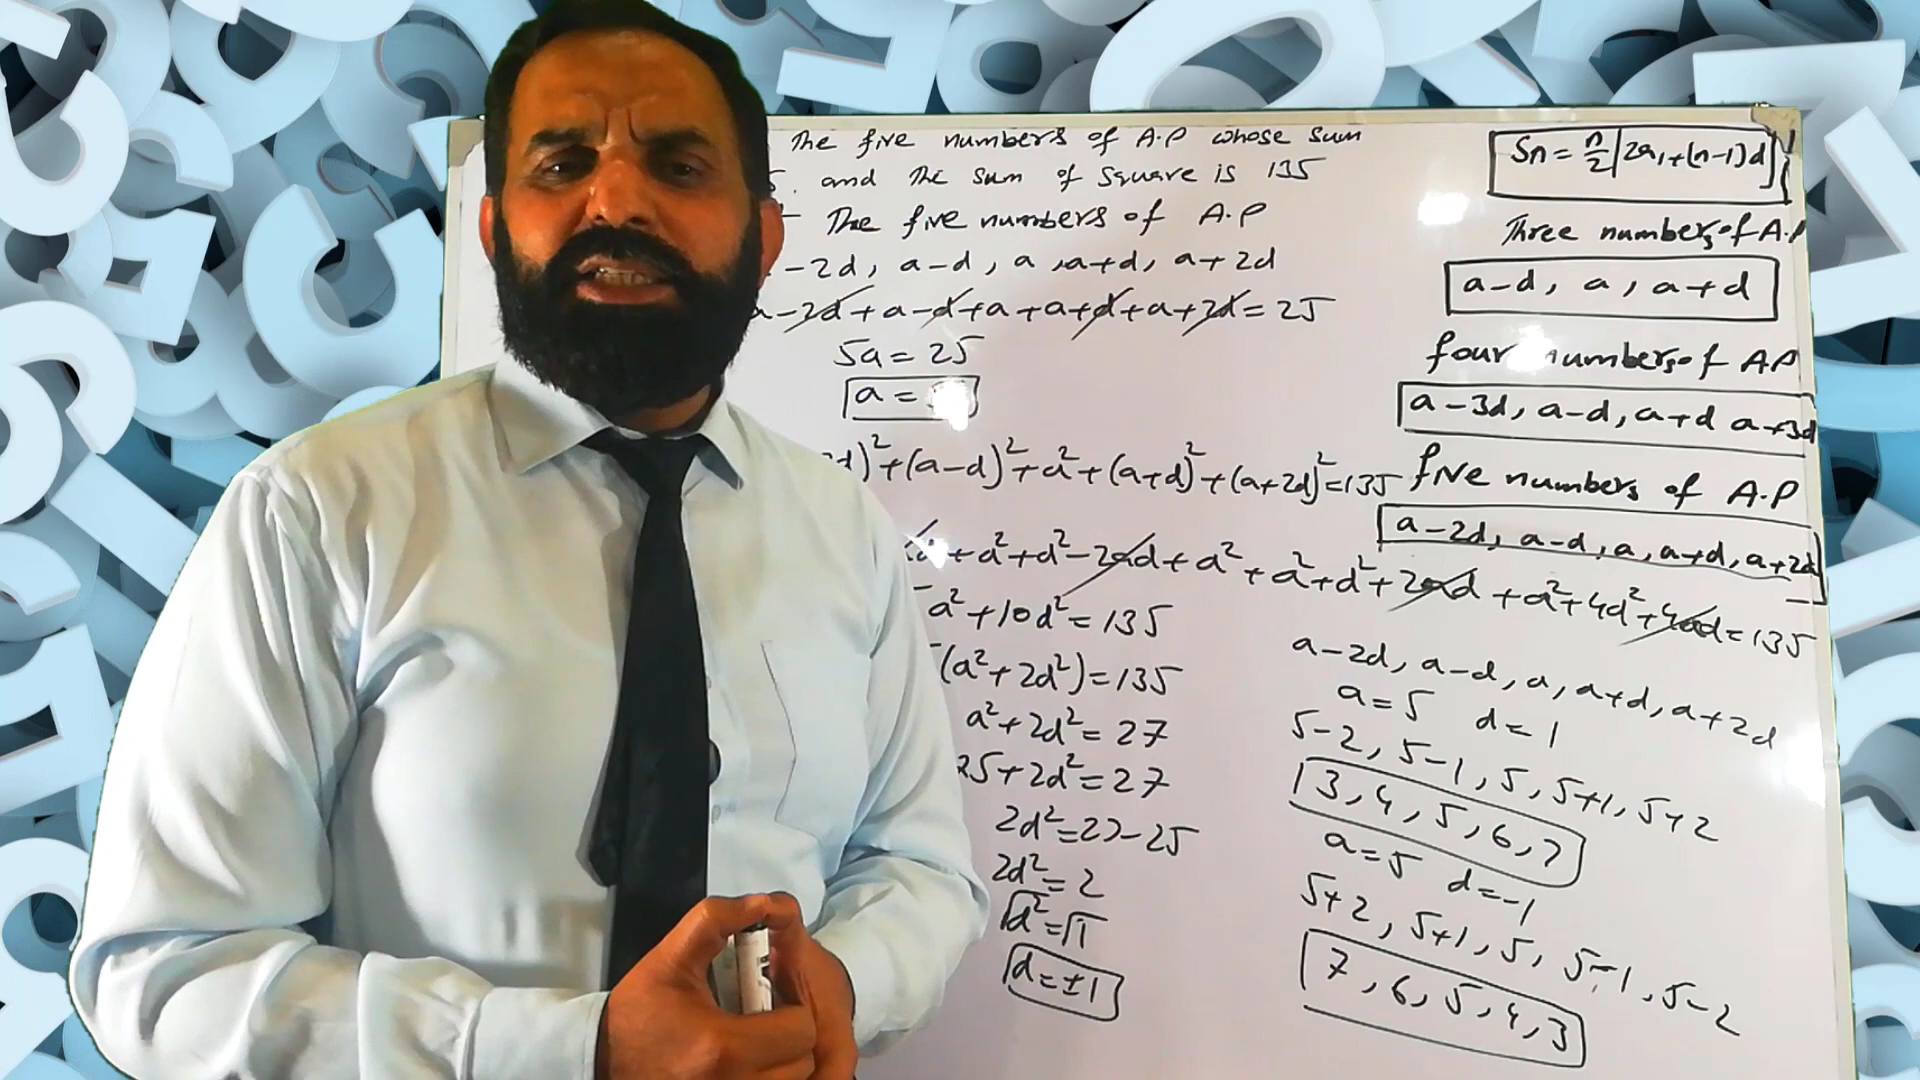 The five numbers of A.P whose sum
5. and the sum of square is 135
The five numbers of A.P
-2d, a-d, a, a+d, a+2d
a-2d+a-d+a+a+d+a+2d=25
5a=25
a=
d)²+(a-d)²+a²+(a+d)²+(a+2d)²=135
+a²+d²-2ad+a²+a²+d²+2ad+a²+4d²+4ad=135
a²+10d²=135
(a²+2d²)=135
a²+2d²=27
25+2d²=27
2d²=27-25
2d²=2
√d²=√1
d=±1
Sn=n/2[2a₁+(n-1)d]
Three numbers of A.P
a-d, a, a+d
four numbers of AP
a-3d, a-d, a+d a+3d
five numbers of A.P
a-2d, a-d, a, a+d, a+2d
a-2d, a-d, a, a+d, a+2d
a=5 d=1
5-2, 5-1, 5, 5+1, 5+2
3, 4, 5, 6, 7
a=5 d=-1
5+2, 5+1, 5, 5-1, 5-2
7, 6, 5, 4, 3